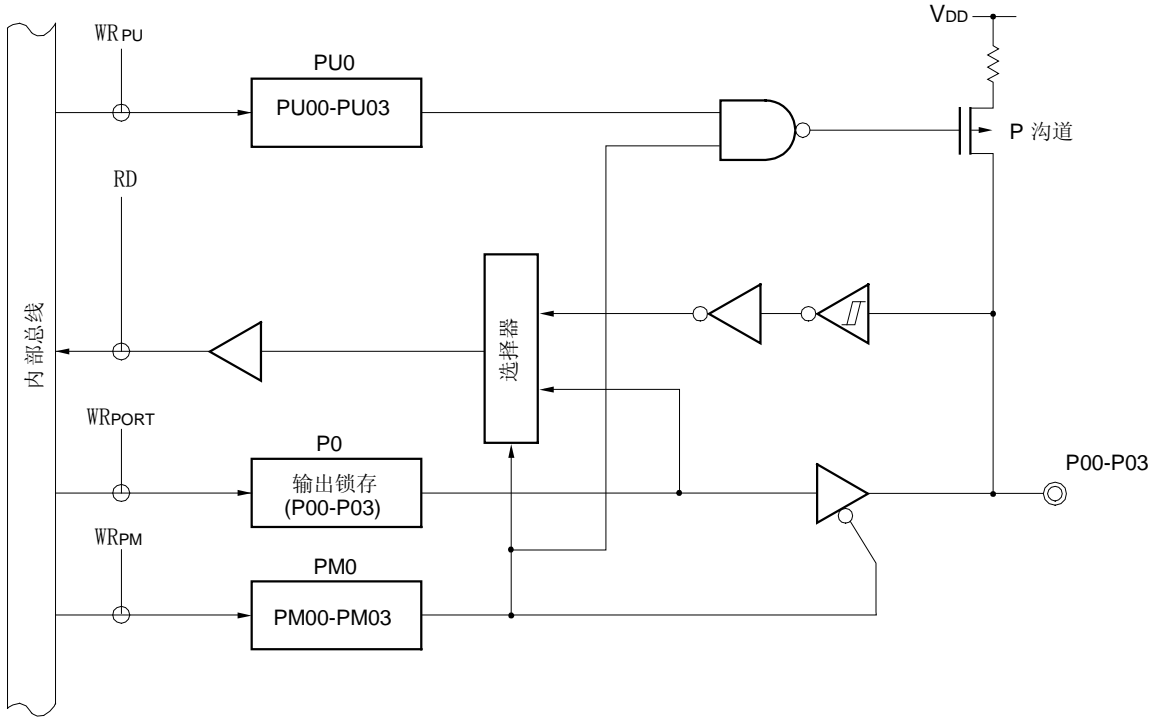 VDD
WRPU
PU0
PU00-PU03
P 沟道
RD
内部总线
选择器
WRPORT
P0
输出锁存
(P00-P03)
P00-P03
WRPM
PM0
PM00-PM03